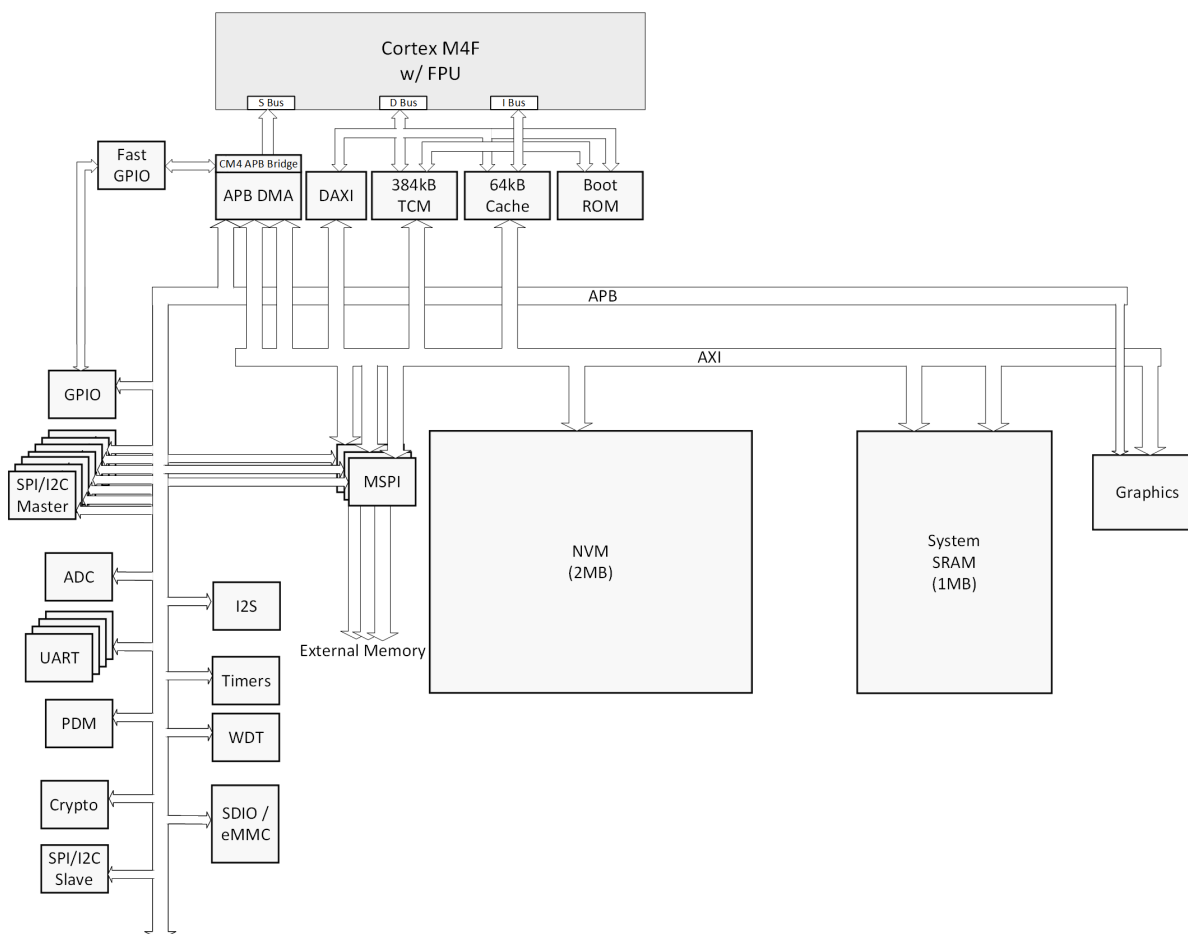 Cortex M4F
w/ FPU
S Bus
D Bus
I Bus
Fast
GPIO
CM4 APB Bridge
APB DMA
DAXI
384kB
TCM
64kB
Cache
Boot
ROM
APB
AXI
GPIO
SPI/I2C
Master
MSPI
External Memory
NVM
(2MB)
System
SRAM
(1MB)
Graphics
ADC
I2S
UART
Timers
PDM
WDT
Crypto
SDIO /
eMMC
SPI/I2C
Slave